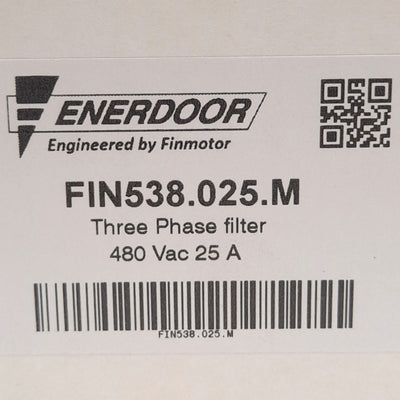 ENERDOOR
Engineered by Finmotor
FIN538.025.M
Three Phase filter
480 Vac 25 A
FIN538.025.M